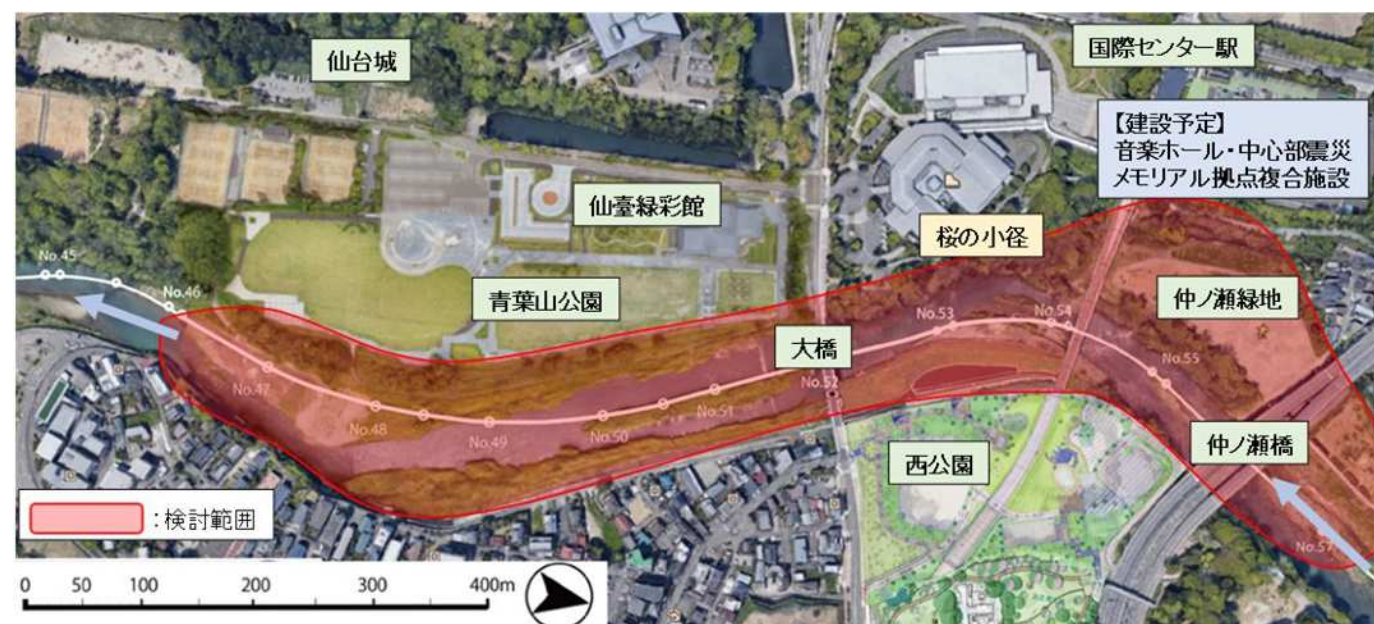 仙台城
国際センター駅
【建設予定】
音楽ホール・中心部震災
メモリアル拠点複合施設
仙臺緑彩館
桜の小径
青葉山公園
仲ノ瀬緑地
大橋
西公園
仲ノ瀬橋
No.45
No.46
No.47
No.48
No.49
No.50
No.51
No.52
No.53
No.54
No.55
No.57
：検討範囲
0 50 100 200 300 400m